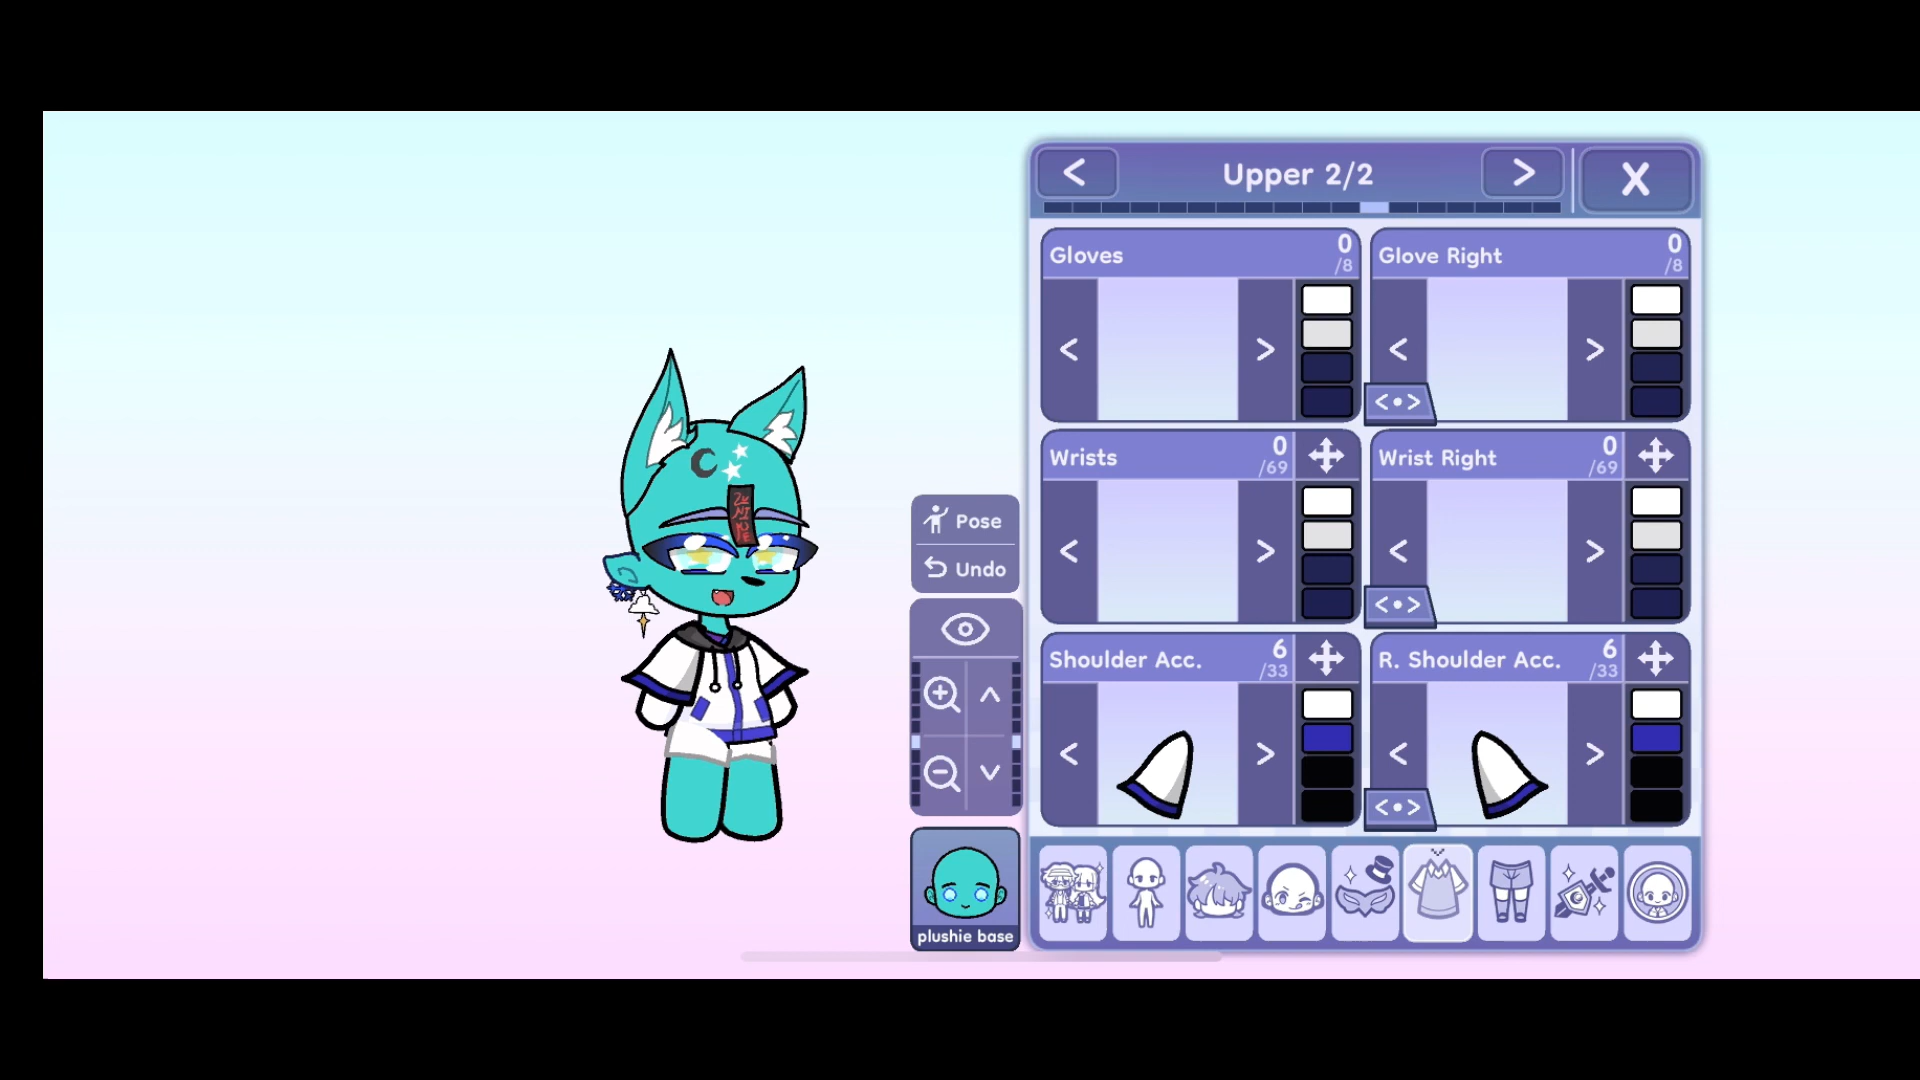 Upper 2/2
X
Gloves
0
/8
Glove Right
0
/8
Wrists
0
/69
Wrist Right
0
/69
Shoulder Acc.
6
/33
R. Shoulder Acc.
6
/33
Pose
Undo
plushie base